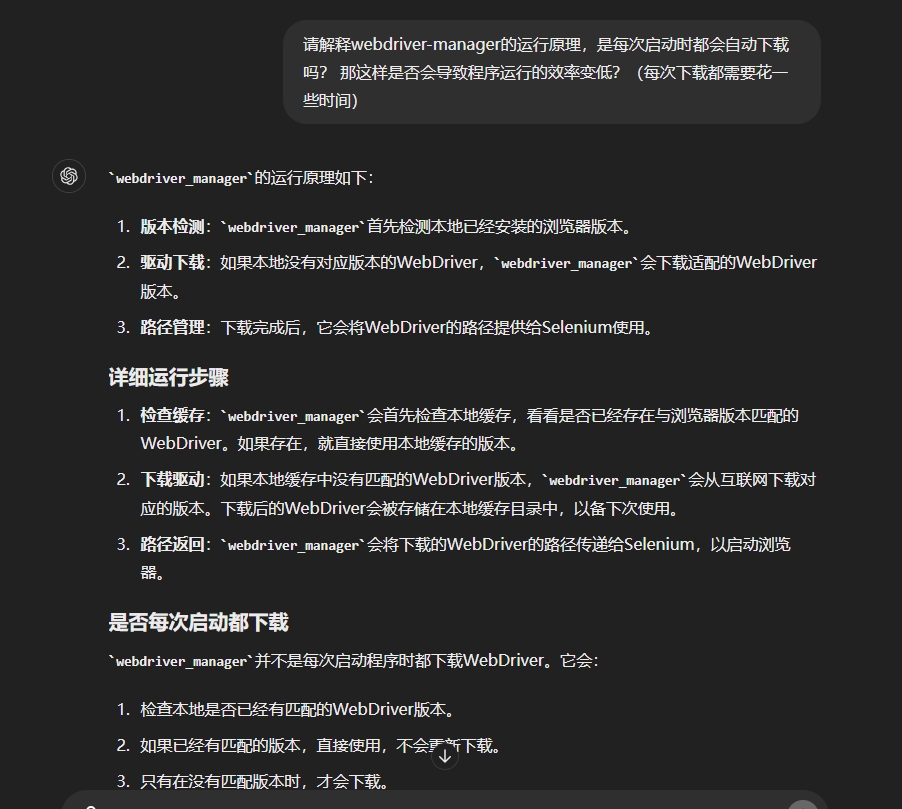 请解释webdriver-manager的运行原理，是每次启动时都会自动下载
吗？ 那这样是否会导致程序运行的效率变低？（每次下载都需要花一
些时间）
`webdriver_manager`的运行原理如下：
1. 版本检测：`webdriver_manager`首先检测本地已经安装的浏览器版本。
2. 驱动下载：如果本地没有对应版本的WebDriver，`webdriver_manager`会下载适配的WebDriver
版本。
3. 路径管理：下载完成后，它会将WebDriver的路径提供给Selenium使用。
详细运行步骤
1. 检查缓存：`webdriver_manager`会首先检查本地缓存，看看是否已经存在与浏览器版本匹配的
WebDriver。如果存在，就直接使用本地缓存的版本。
2. 下载驱动：如果本地缓存中没有匹配的WebDriver版本，`webdriver_manager`会从互联网下载对
应的版本。下载后的WebDriver会被存储在本地缓存目录中，以备下次使用。
3. 路径返回：`webdriver_manager`会将下载的WebDriver的路径传递给Selenium，以启动浏览
器。
是否每次启动都下载
`webdriver_manager`并不是每次启动程序时都下载WebDriver。它会：
1. 检查本地是否已经有匹配的WebDriver版本。
2. 如果已经有匹配的版本，直接使用，不会重新下载。
3. 只有在没有匹配版本时，才会下载。